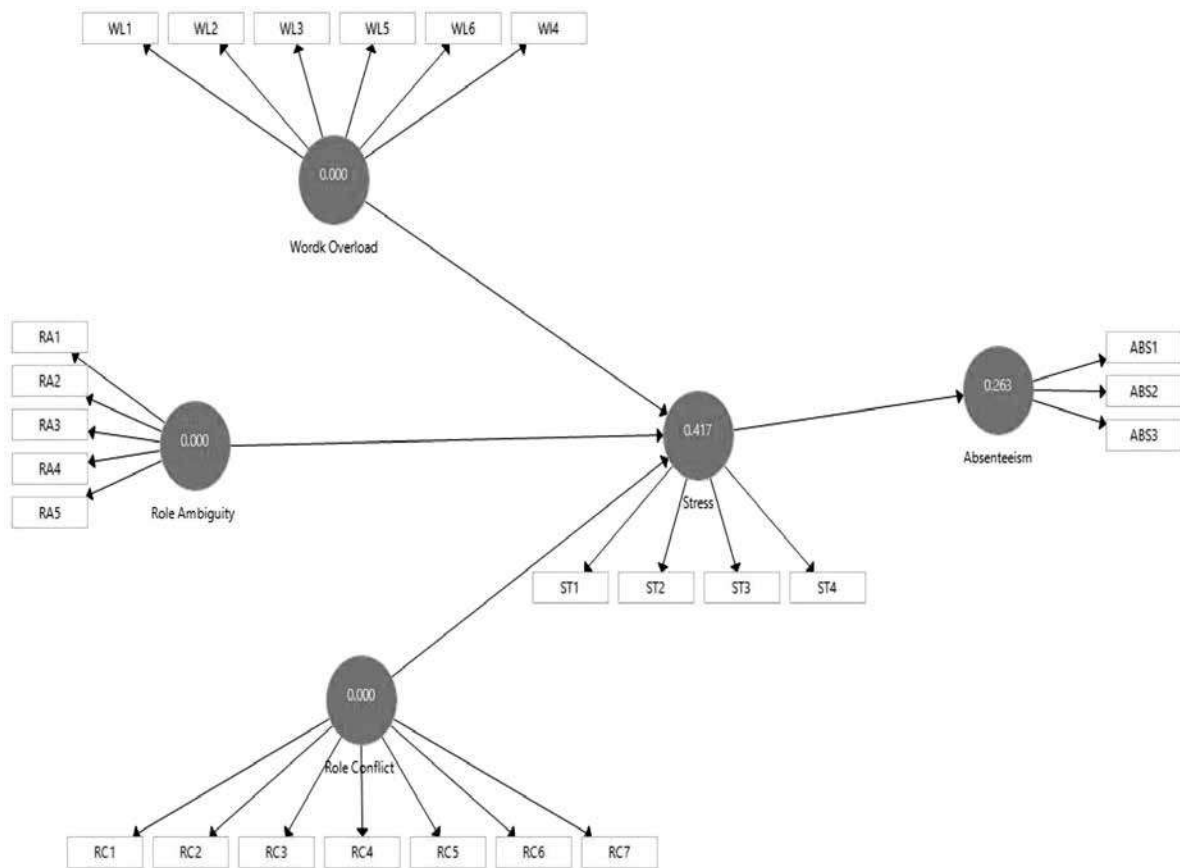 WL1 WL2 WL3 WL5 WL6 Wl4
0.000
Wordk Overload
RA1
RA2
RA3
RA4
RA5
0.000
Role Ambiguity
0.417
Stress
0.263
Absenteeism
ABS1
ABS2
ABS3
ST1 ST2 ST3 ST4
0.000
Role Conflict
RC1 RC2 RC3 RC4 RC5 RC6 RC7